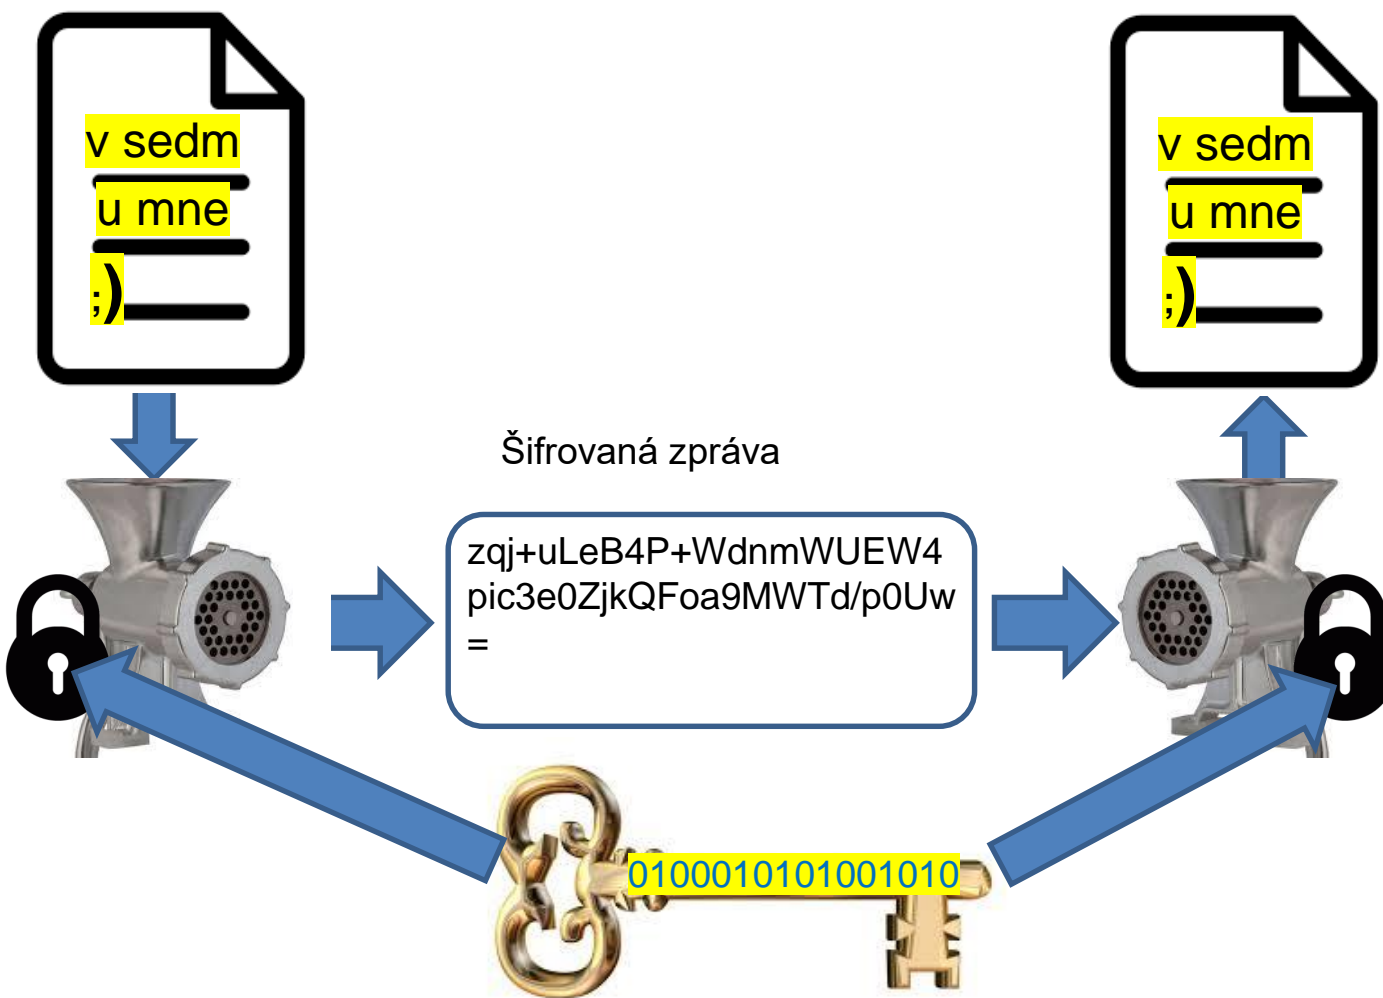 v sedm
u mne
;)
v sedm
u mne
;)
Šifrovaná zpráva
zqj+uLeB4P+WdnmWUEW4
pic3e0ZjkQFoa9MWTd/p0Uw
=
0100010101001010